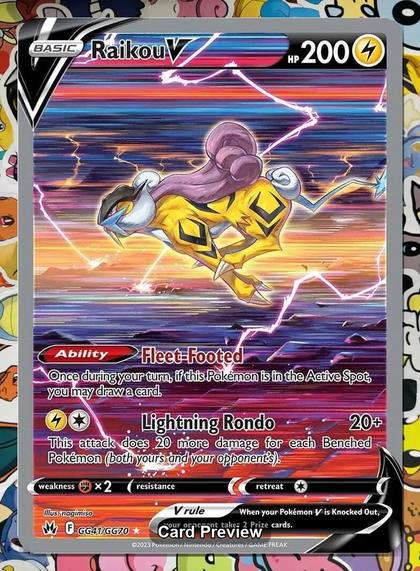 BASIC Raikou V HP 200
Ability Fleet-Footed
Once during your turn, if this Pokémon is in the Active Spot,
you may draw a card.
Lightning Rondo 20+
This attack does 20 more damage for each Benched
Pokémon (both yours and your opponent's).
weakness ×2 resistance retreat
Illus. nagimiso
V rule When your Pokémon V is Knocked Out,
F GG41/GG70 your opponent takes 2 Prize cards.
Card Preview
©2023 Pokémon / Nintendo / Creatures / GAME FREAK